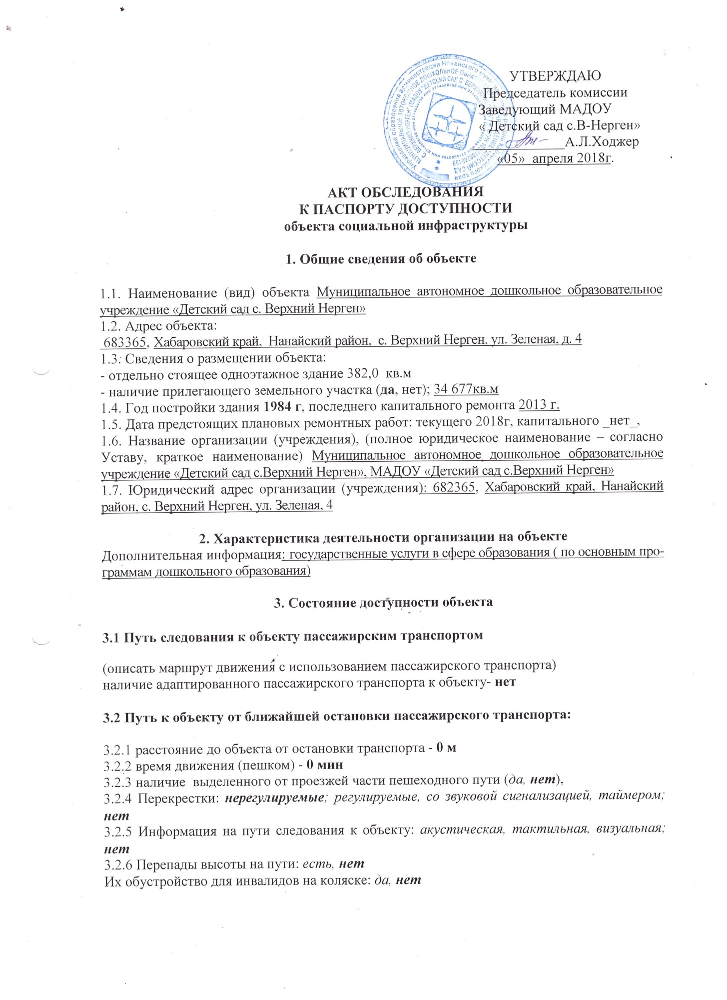 УТВЕРЖДАЮ
Председатель комиссии
Заведующий МАДОУ
« Детский сад с.В-Нерген»
_____________А.Л.Ходжер
«05»  апреля 2018г.
АКТ ОБСЛЕДОВАНИЯ
К ПАСПОРТУ ДОСТУПНОСТИ
объекта социальной инфраструктуры
1. Общие сведения об объекте
1.1. Наименование (вид) объекта Муниципальное автономное дошкольное образовательное
учреждение «Детский сад с. Верхний Нерген»
1.2. Адрес объекта:
683365, Хабаровский край,  Нанайский район,  с. Верхний Нерген, ул. Зеленая, д. 4
1.3. Сведения о размещении объекта:
- отдельно стоящее одноэтажное здание 382,0  кв.м
- наличие прилегающего земельного участка (да, нет); 34 677кв.м
1.4. Год постройки здания 1984 г, последнего капитального ремонта 2013 г.
1.5. Дата предстоящих плановых ремонтных работ: текущего 2018г, капитального _нет_,
1.6. Название организации (учреждения), (полное юридическое наименование – согласно
Уставу, краткое наименование) Муниципальное автономное дошкольное образовательное
учреждение «Детский сад с.Верхний Нерген», МАДОУ «Детский сад с.Верхний Нерген»
1.7. Юридический адрес организации (учреждения): 682365, Хабаровский край, Нанайский
район, с. Верхний Нерген, ул. Зеленая, 4
2. Характеристика деятельности организации на объекте
Дополнительная информация: государственные услуги в сфере образования ( по основным про-
граммам дошкольного образования)
3. Состояние доступности объекта
3.1 Путь следования к объекту пассажирским транспортом
(описать маршрут движения с использованием пассажирского транспорта)
наличие адаптированного пассажирского транспорта к объекту- нет
3.2 Путь к объекту от ближайшей остановки пассажирского транспорта:
3.2.1 расстояние до объекта от остановки транспорта - 0 м
3.2.2 время движения (пешком) - 0 мин
3.2.3 наличие  выделенного от проезжей части пешеходного пути (да, нет),
3.2.4 Перекрестки: нерегулируемые; регулируемые, со звуковой сигнализацией, таймером;
нет
3.2.5 Информация на пути следования к объекту: акустическая, тактильная, визуальная;
нет
3.2.6 Перепады высоты на пути: есть, нет
Их обустройство для инвалидов на коляске: да, нет